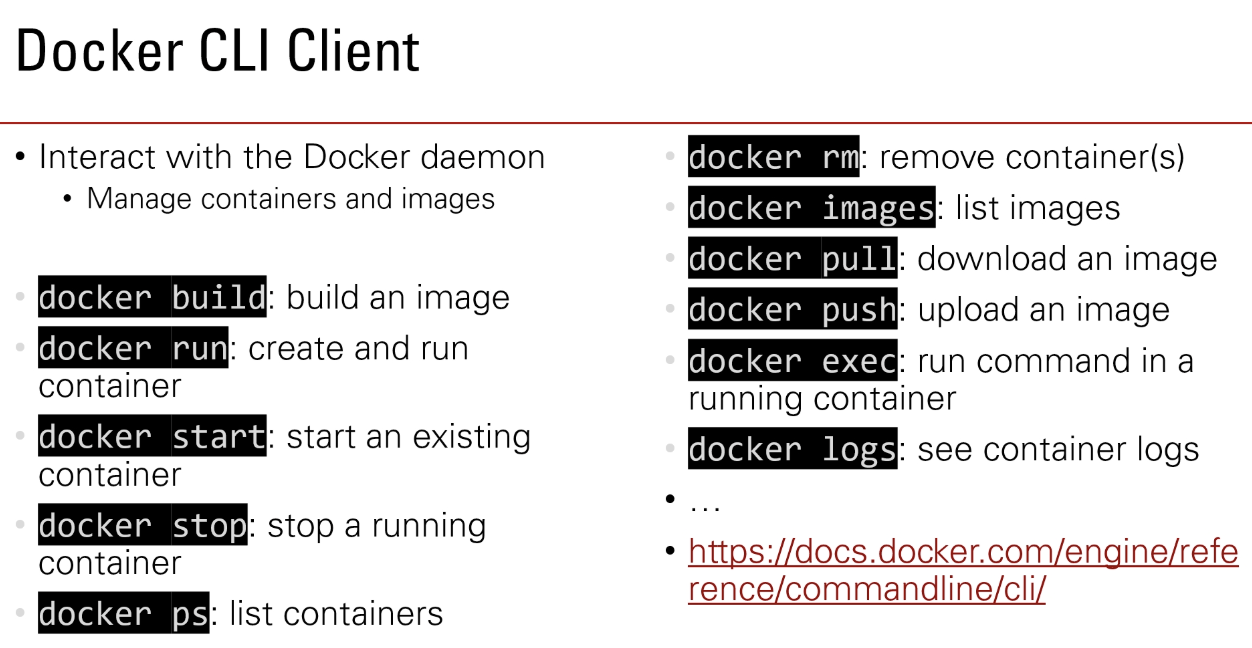 Docker CLI Client
• Interact with the Docker daemon
• Manage containers and images
• docker build: build an image
• docker run: create and run
container
• docker start: start an existing
container
• docker stop: stop a running
container
• docker ps: list containers
• docker rm: remove container(s)
• docker images: list images
• docker pull: download an image
• docker push: upload an image
• docker exec: run command in a
running container
• docker logs: see container logs
• …
• https://docs.docker.com/engine/refe
rence/commandline/cli/